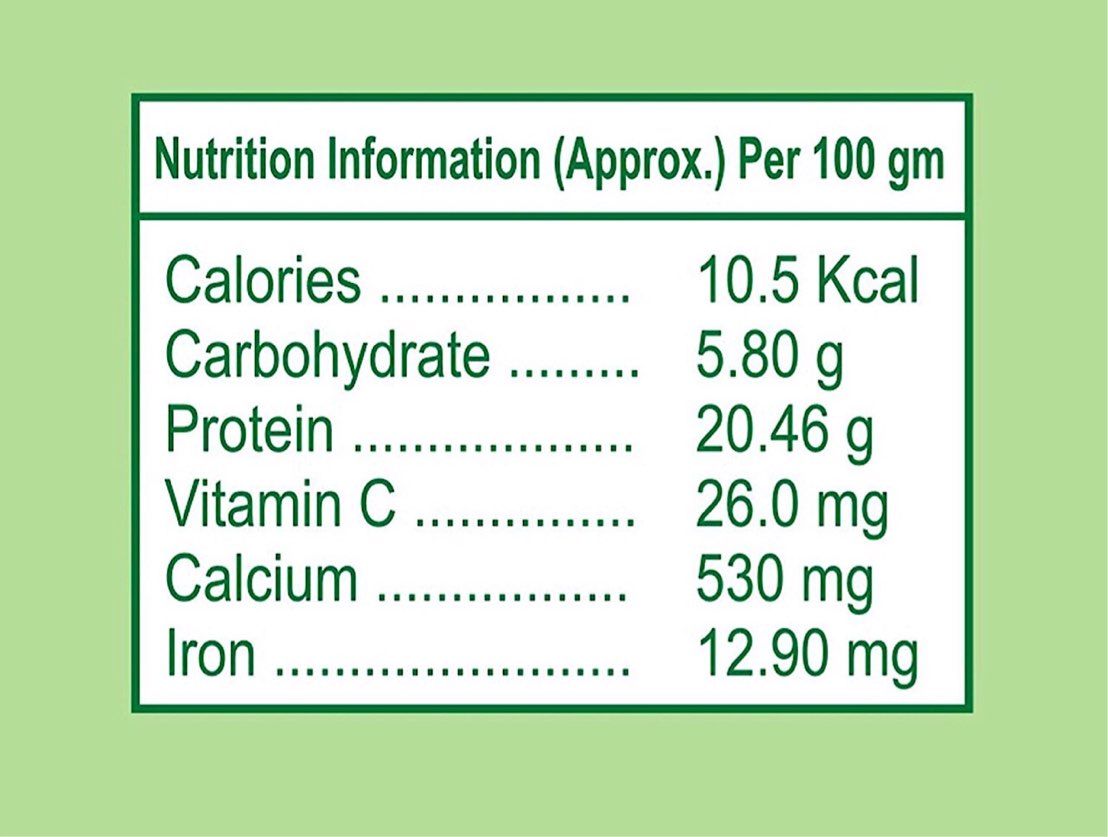 Nutrition Information (Approx.) Per 100 gm
Calories ................. 10.5 Kcal
Carbohydrate ......... 5.80 g
Protein ................... 20.46 g
Vitamin C ............... 26.0 mg
Calcium ................. 530 mg
Iron ........................ 12.90 mg